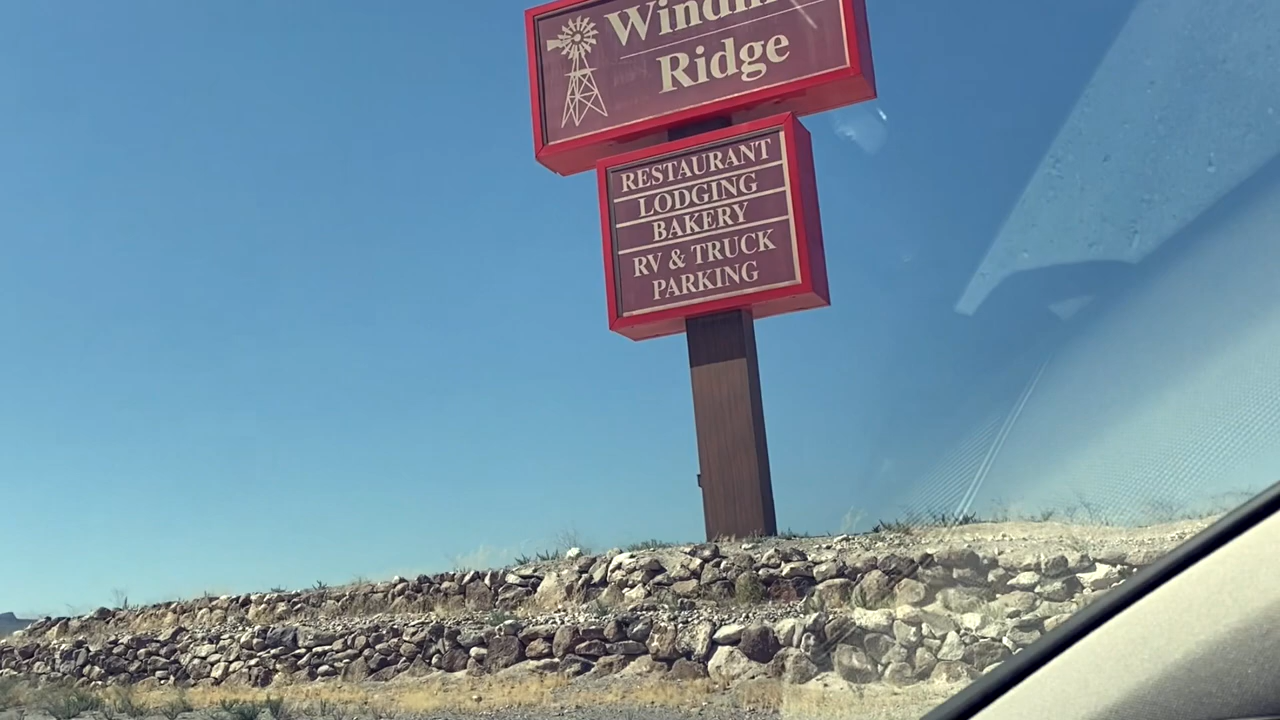 Ridge
RESTAURANT
LODGING
BAKERY
RV & TRUCK
PARKING